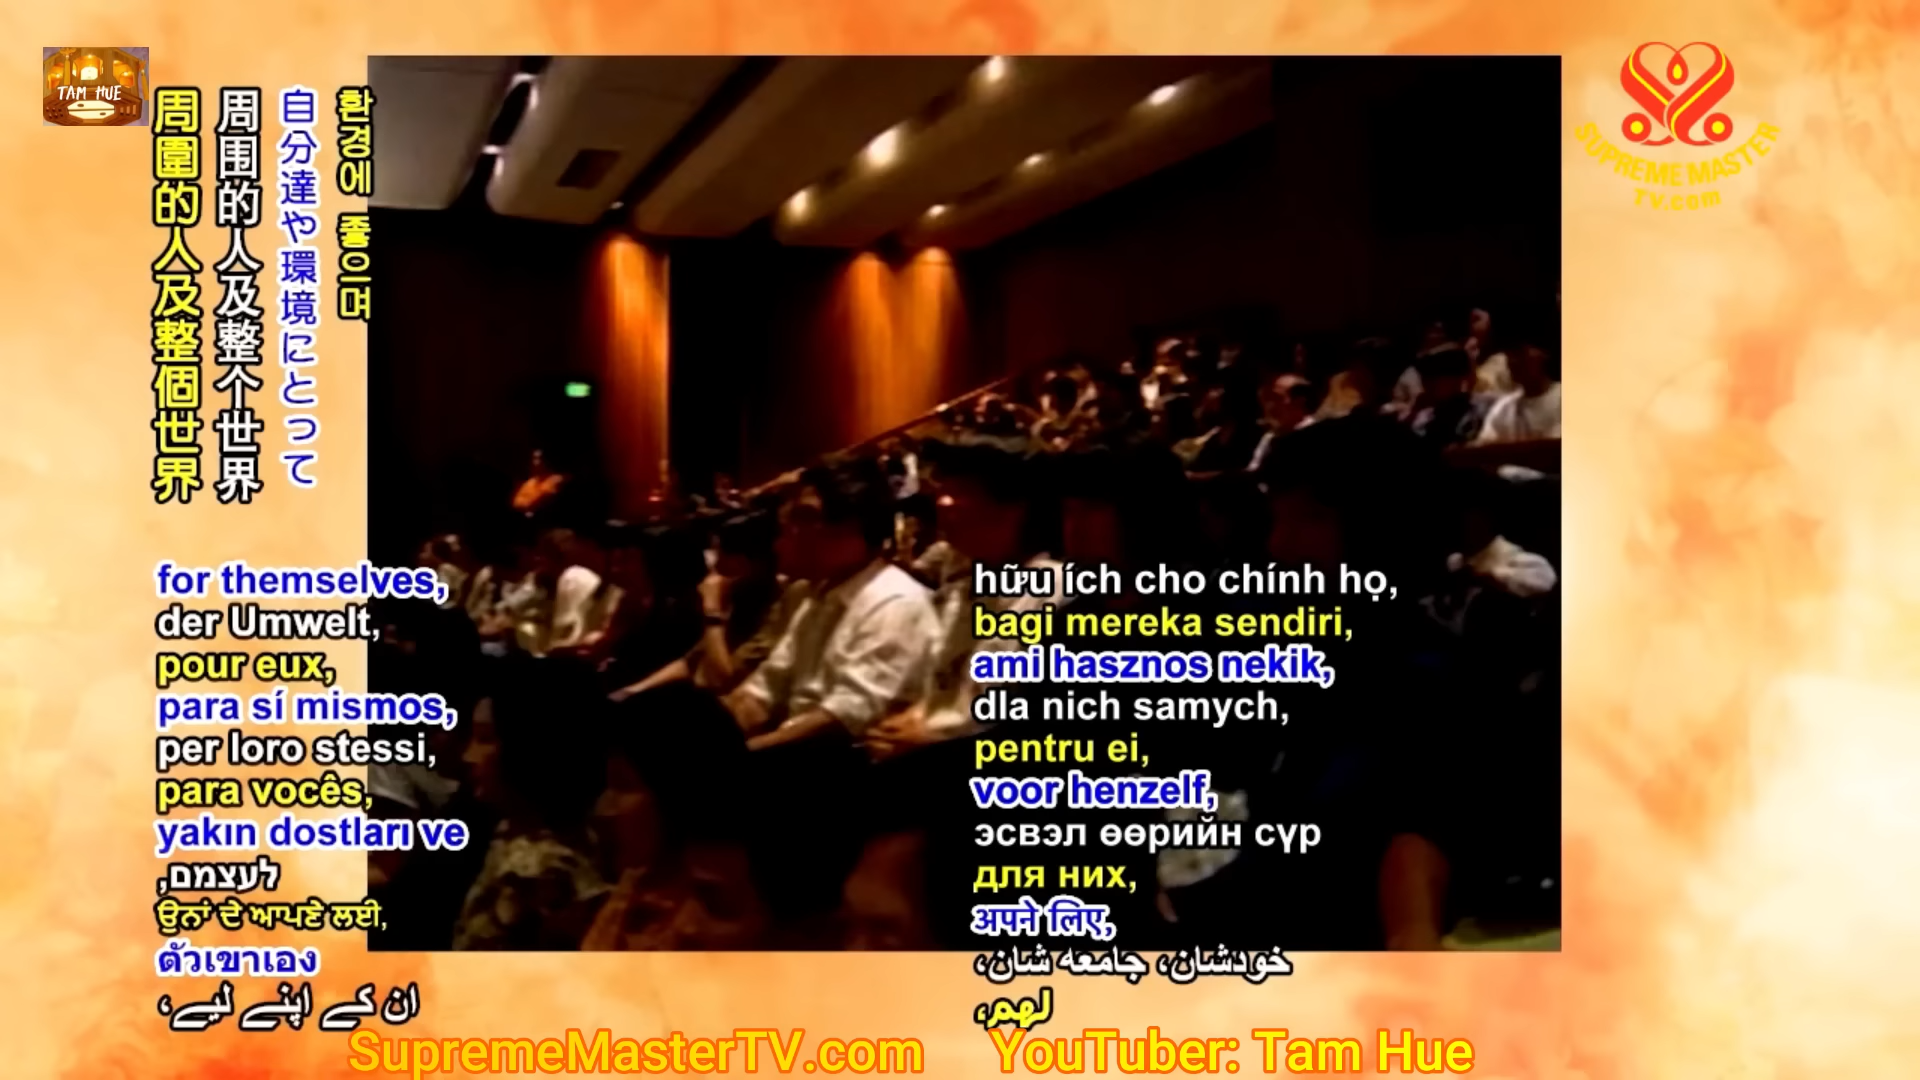 TAM HUE
周圍的人及整個世界
周围的人及整个世界
自分達や環境にとって
환경에 좋으며
SUPREME MASTER
TV.com
for themselves,
der Umwelt,
pour eux,
para sí mismos,
per loro stessi,
para vocês,
yakın dostları ve
לעצמם,
ਉਨਾਂ ਦੇ ਆਪਣੇ ਲਈ,
ตัวเขาเอง
ان کے اپنے لیے،
hữu ích cho chính họ,
bagi mereka sendiri,
ami hasznos nekik,
dla nich samych,
pentru ei,
voor henzelf,
эсвэл өөрийн сүр
для них,
अपने लिए,
خودشان، جامعه شان،
لهم،
SupremeMasterTV.com YouTuber: Tam Hue